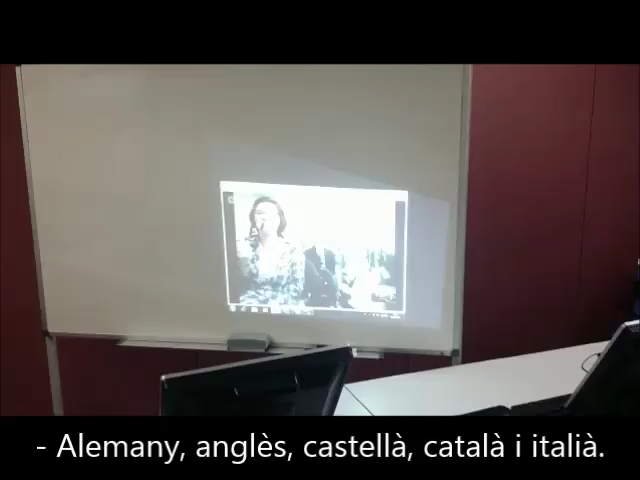 - Alemany, anglès, castellà, català i italià.